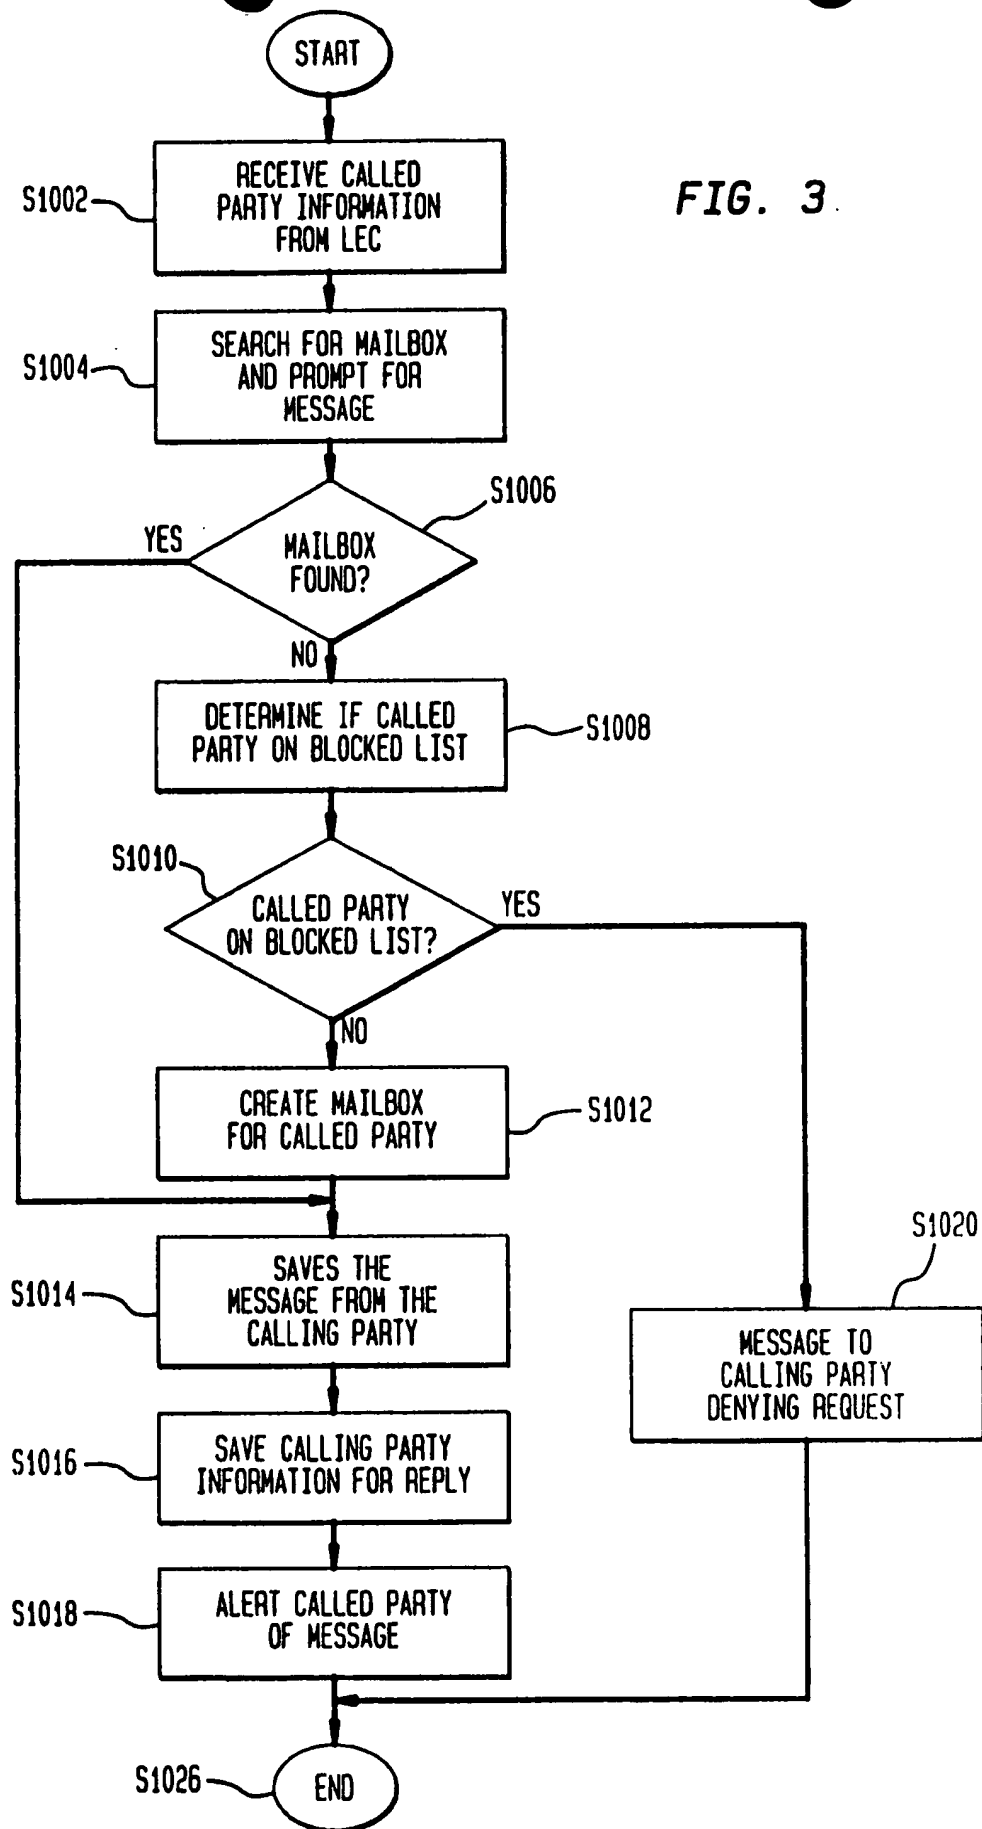 START
FIG. 3
S1002
RECEIVE CALLED
PARTY INFORMATION
FROM LEC
S1004
SEARCH FOR MAILBOX
AND PROMPT FOR
MESSAGE
S1006
YES
MAILBOX
FOUND?
NO
DETERMINE IF CALLED
PARTY ON BLOCKED LIST
S1008
S1010
CALLED PARTY
ON BLOCKED LIST?
YES
NO
CREATE MAILBOX
FOR CALLED PARTY
S1012
S1014
SAVES THE
MESSAGE FROM THE
CALLING PARTY
S1020
MESSAGE TO
CALLING PARTY
DENYING REQUEST
S1016
SAVE CALLING PARTY
INFORMATION FOR REPLY
S1018
ALERT CALLED PARTY
OF MESSAGE
S1026
END